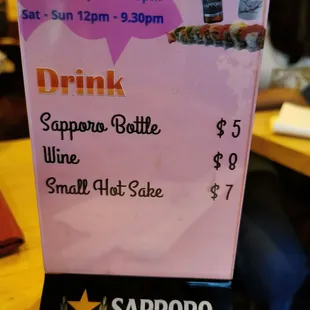 Sat - Sun 12pm - 9.30pm
Drink
Sapporo Bottle $5
Wine $8
Small Hot Sake $7
SAPPORO